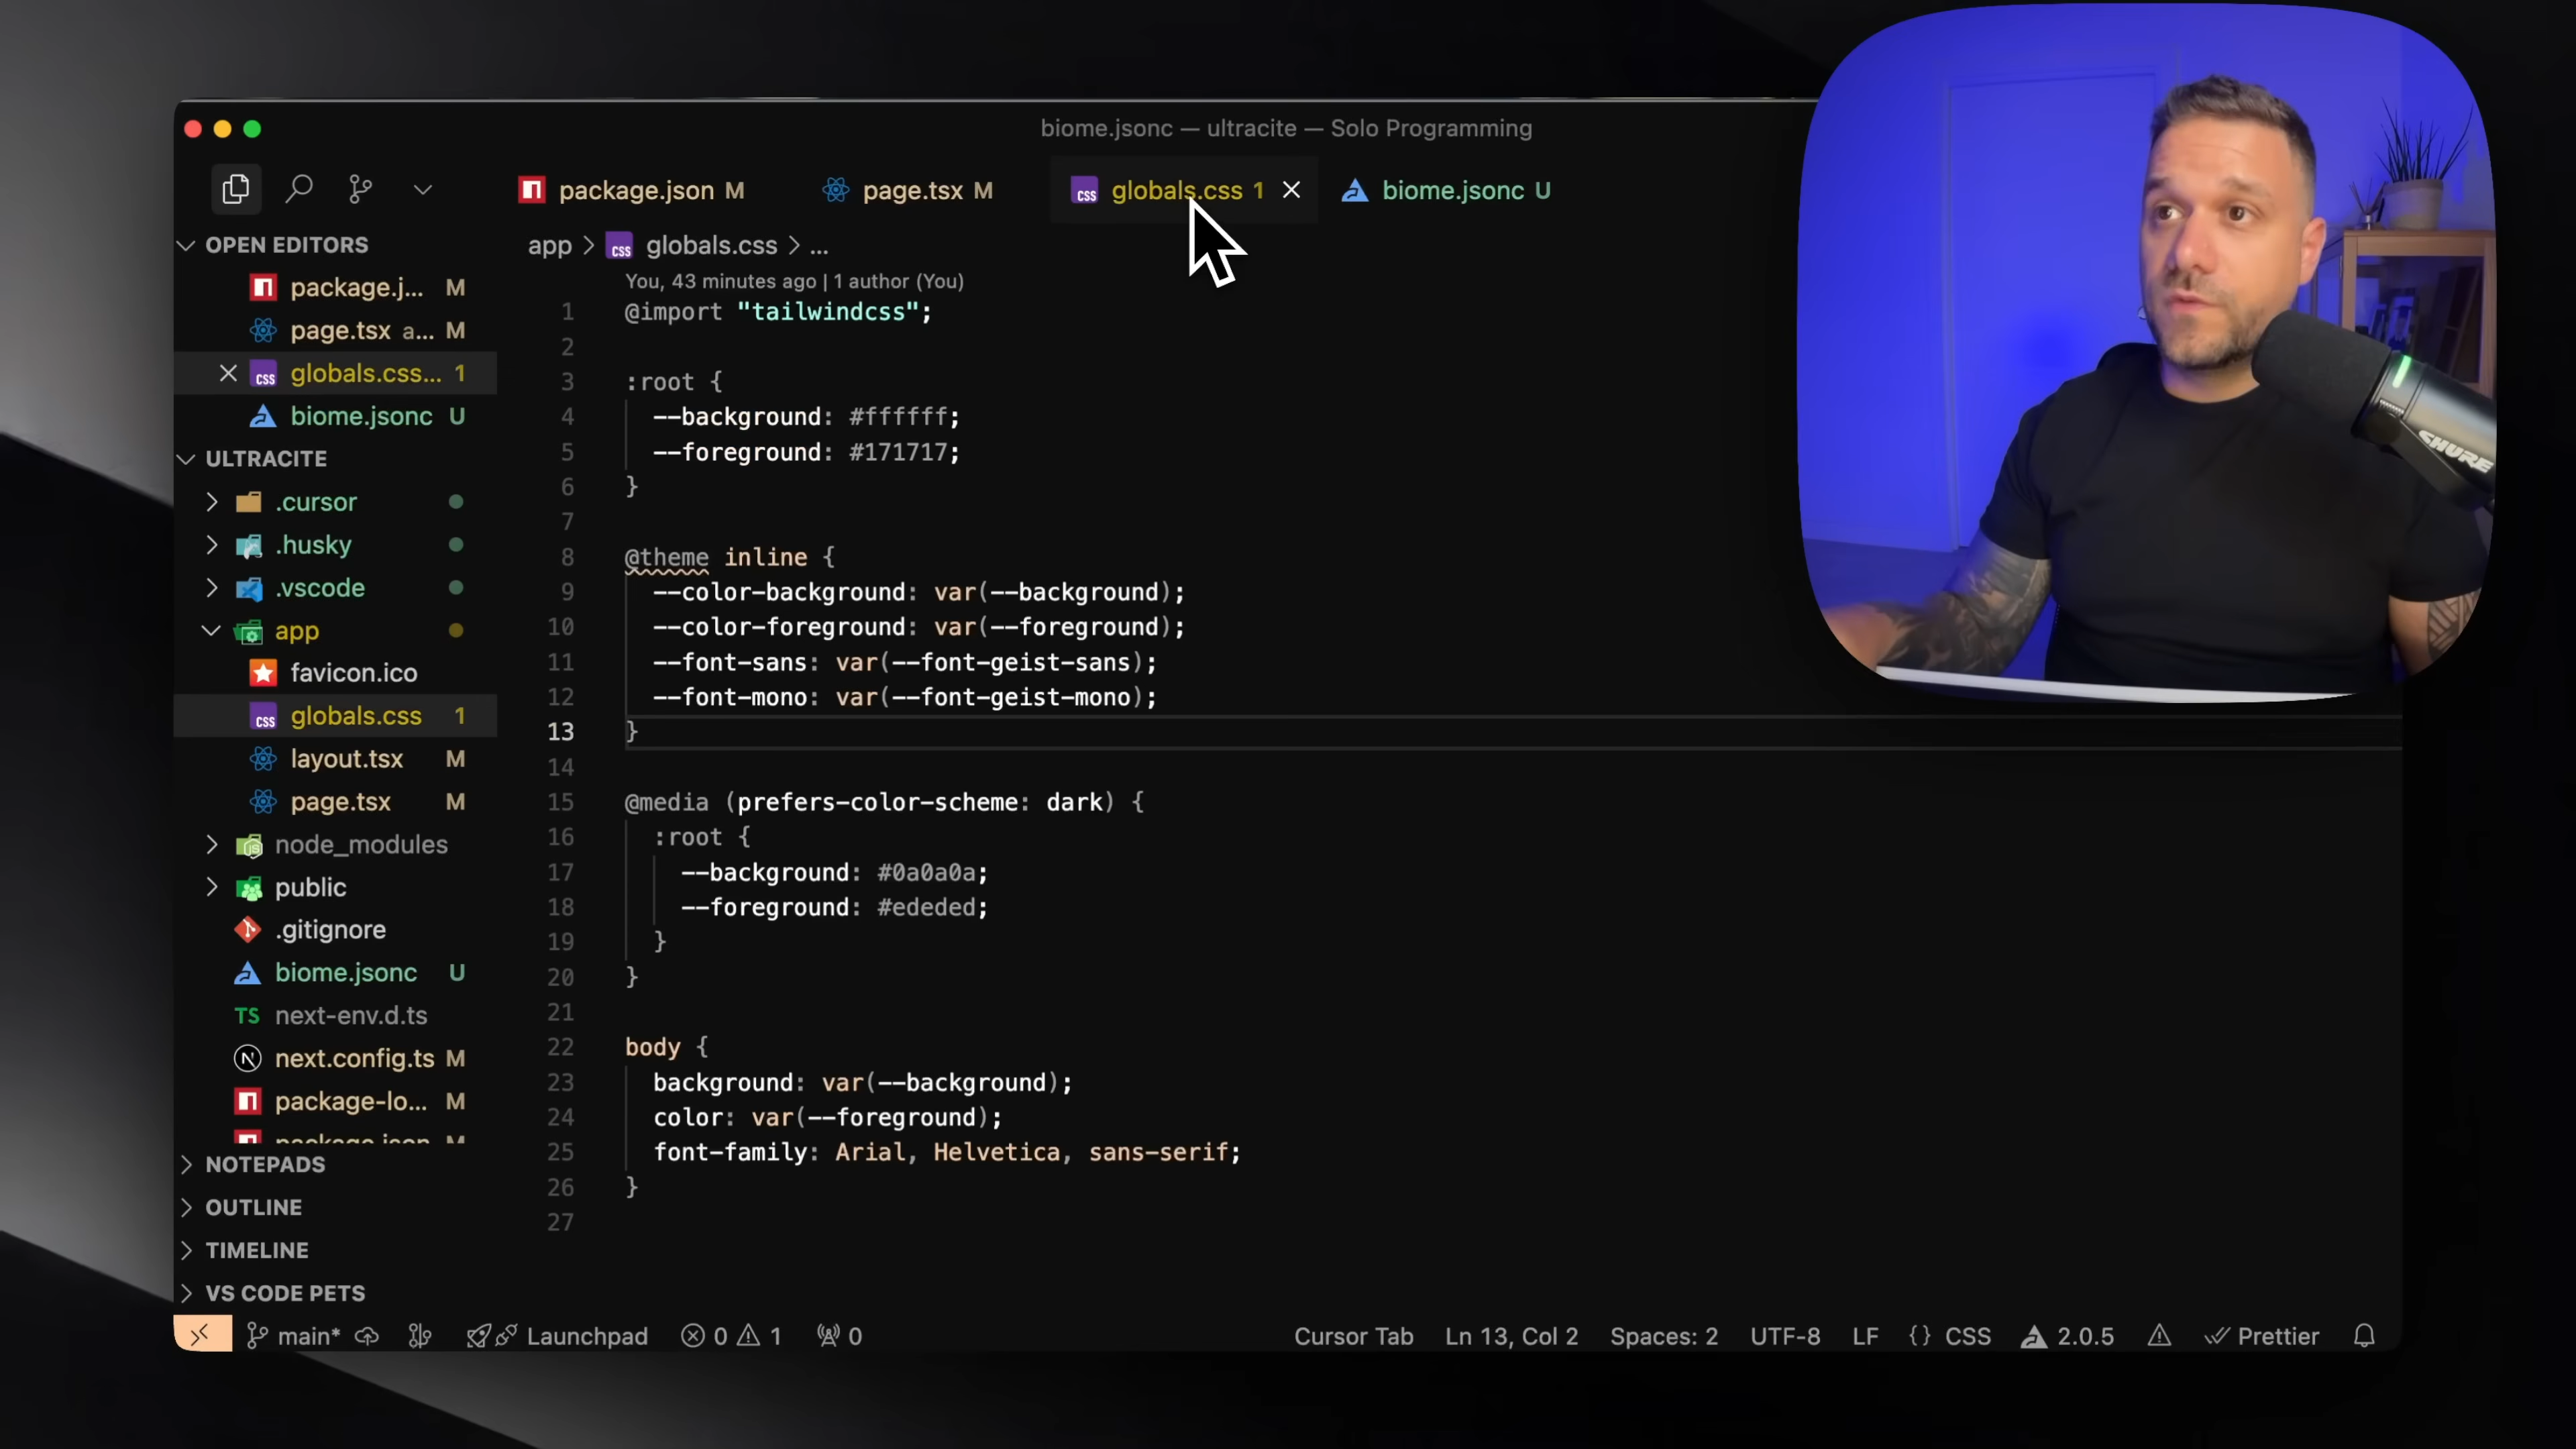 biome.jsonc — ultracite — Solo Programming
package.json M
page.tsx M
globals.css 1
biome.jsonc U
OPEN EDITORS
package.j... M
page.tsx a... M
globals.css... 1
biome.jsonc U
ULTRACITE
.cursor
.husky
.vscode
app
favicon.ico
globals.css 1
layout.tsx M
page.tsx M
node_modules
public
.gitignore
biome.jsonc U
TS next-env.d.ts
next.config.ts M
package-lo... M
package.json M
NOTEPADS
OUTLINE
TIMELINE
VS CODE PETS
app > css globals.css > ...
You, 43 minutes ago | 1 author (You)
1 @import "tailwindcss";
2
3 :root {
4 --background: #ffffff;
5 --foreground: #171717;
6 }
7
8 @theme inline {
9 --color-background: var(--background);
10 --color-foreground: var(--foreground);
11 --font-sans: var(--font-geist-sans);
12 --font-mono: var(--font-geist-mono);
13 }
14
15 @media (prefers-color-scheme: dark) {
16 :root {
17 --background: #0a0a0a;
18 --foreground: #ededed;
19 }
20 }
21
22 body {
23 background: var(--background);
24 color: var(--foreground);
25 font-family: Arial, Helvetica, sans-serif;
26 }
27
main* Launchpad 0 1 0
Cursor Tab Ln 13, Col 2 Spaces: 2 UTF-8 LF {} CSS 2.0.5 Prettier
SHURE